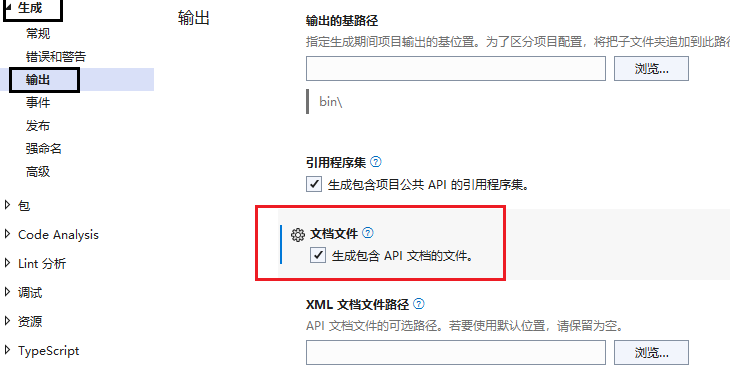 生成
常规
错误和警告
输出
事件
发布
强命名
高级
包
Code Analysis
Lint 分析
调试
资源
TypeScript
输出
输出的基路径
指定生成期间项目输出的基位置。为了区分项目配置，将把子文件夹追加到此路径
浏览...
bin\
引用程序集
生成包含项目公共 API 的引用程序集。
文档文件
生成包含 API 文档的文件。
XML 文档文件路径
API 文档文件的可选路径。若要使用默认位置，请保留为空。
浏览...